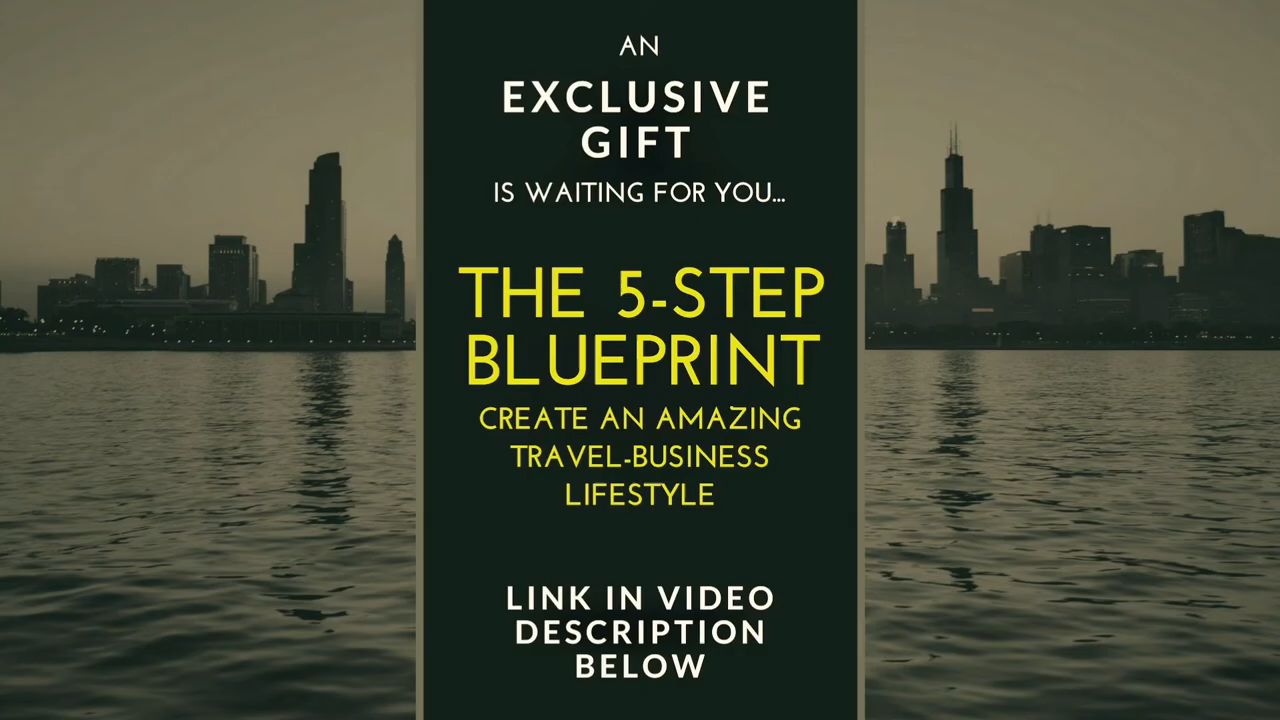 AN
EXCLUSIVE
GIFT
IS WAITING FOR YOU...
THE 5-STEP
BLUEPRINT
CREATE AN AMAZING
TRAVEL-BUSINESS
LIFESTYLE
LINK IN VIDEO
DESCRIPTION
BELOW